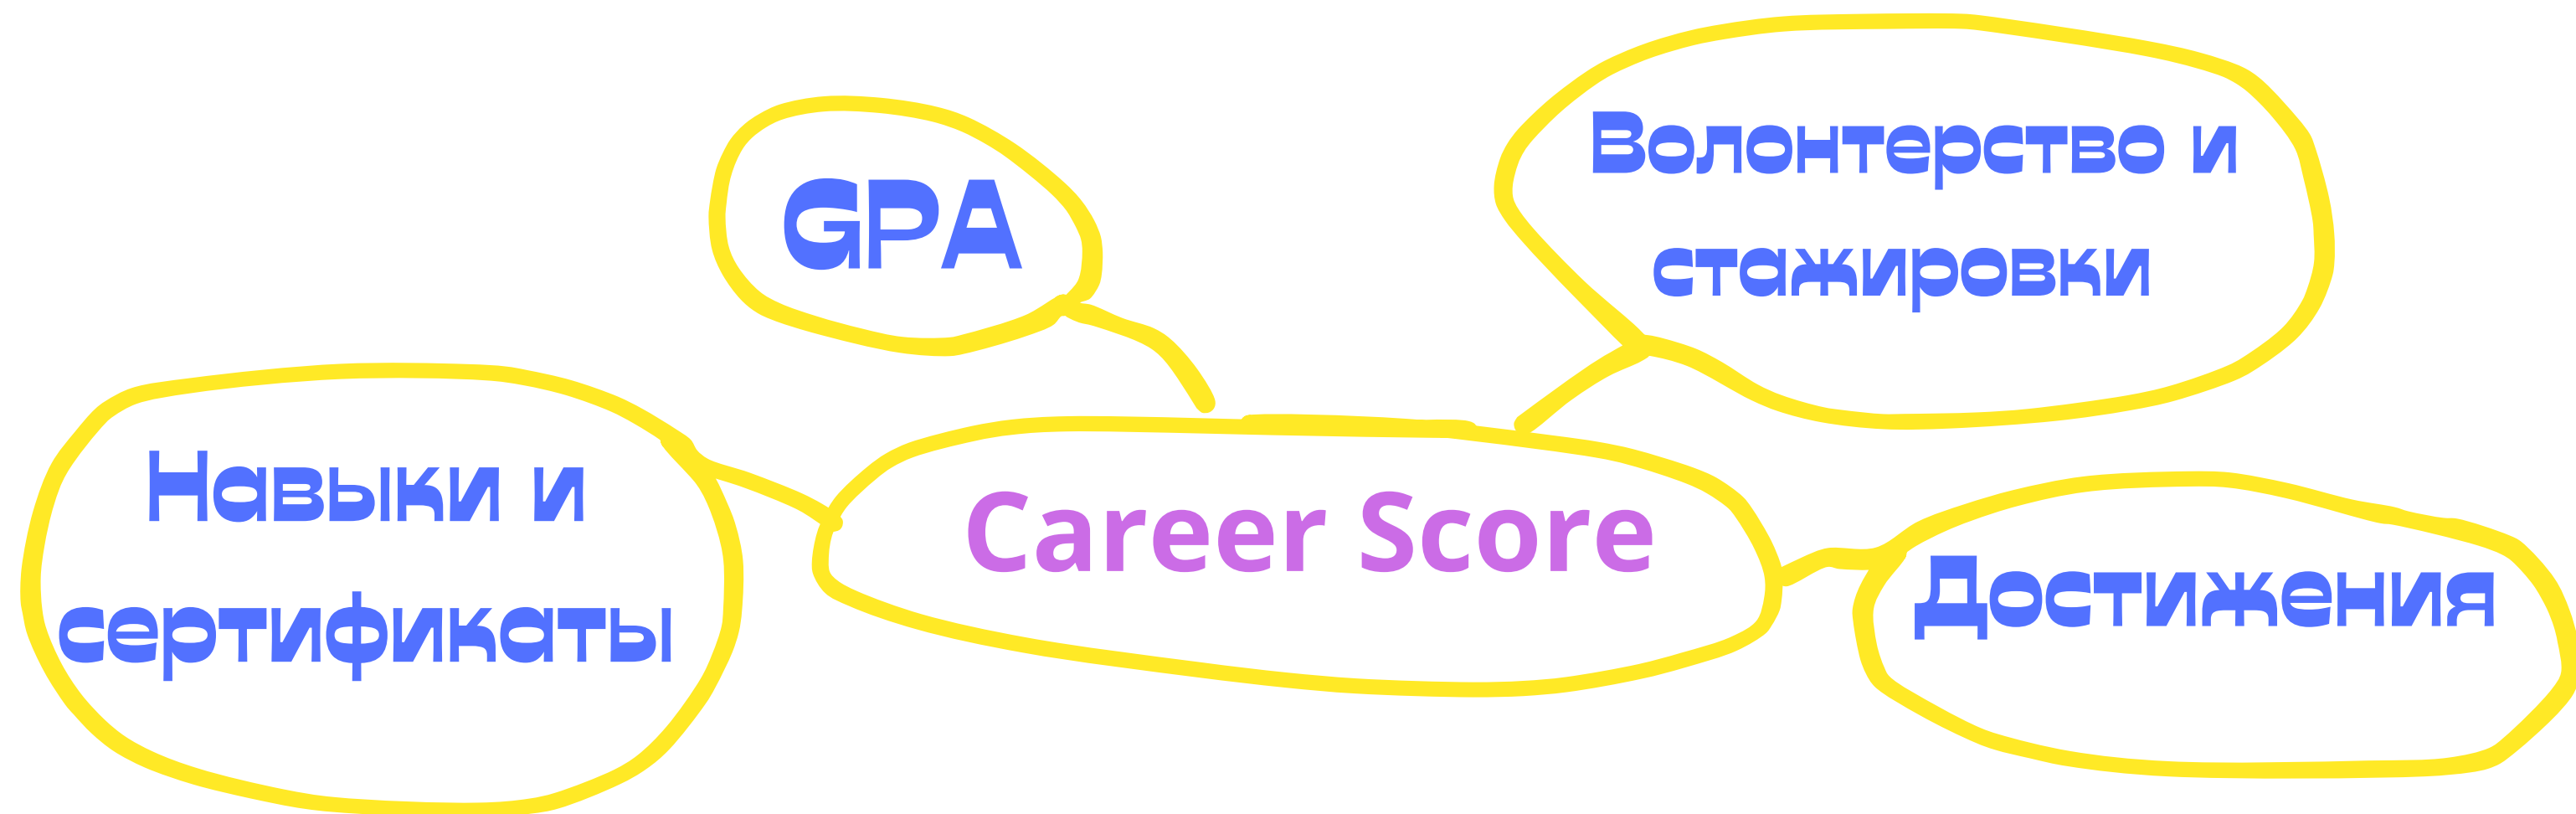 GPA
Волонтерство и
стажировки
Навыки и
сертификаты
Career Score
Достижения